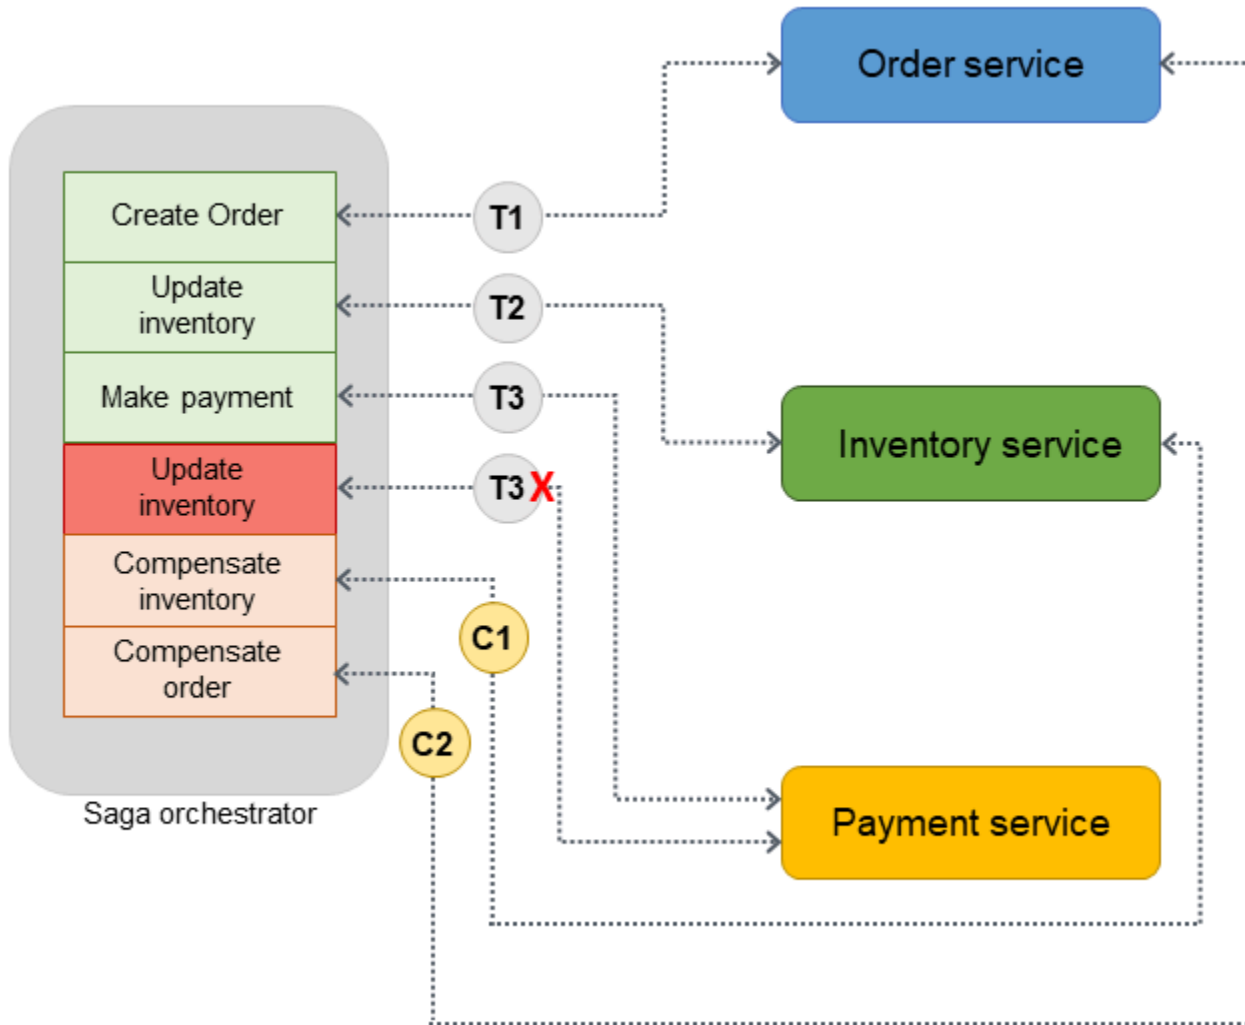 Order service
Create Order
T1
Update
inventory
T2
Make payment
T3
Inventory service
Update
inventory
T3
X
Compensate
inventory
C1
Compensate
order
C2
Saga orchestrator
Payment service